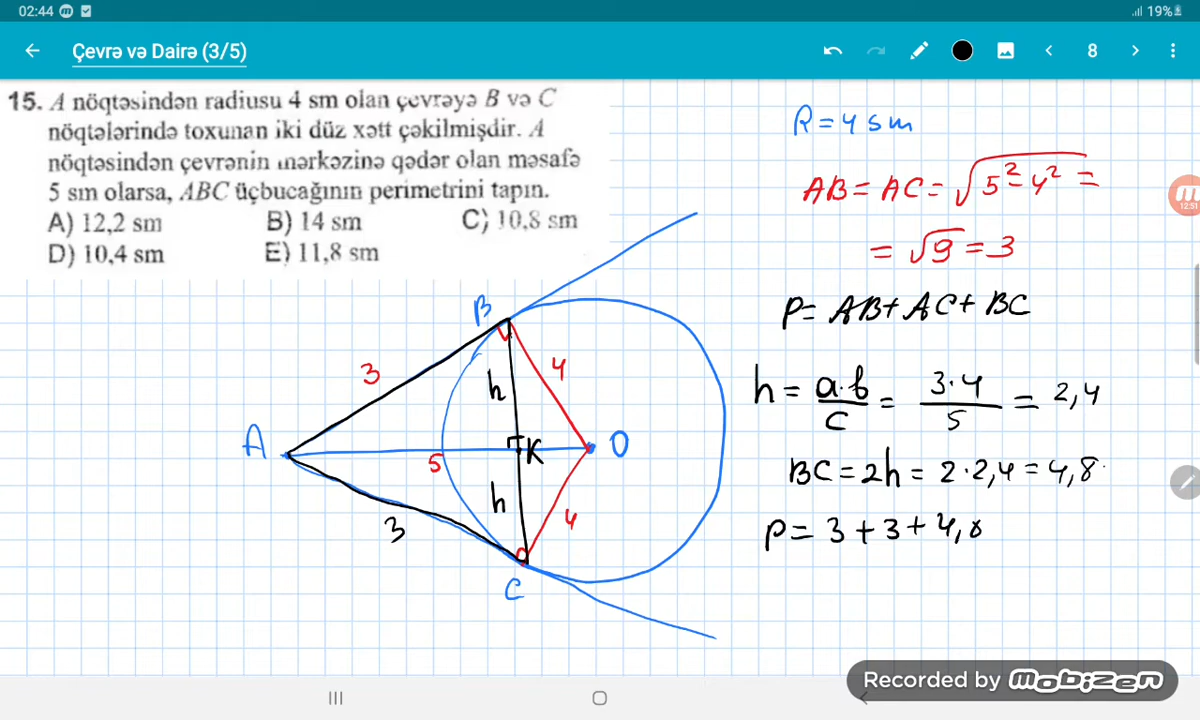 02:44
19%
Çevrə və Dairə (3/5)
8
15. A nöqtəsindən radiusu 4 sm olan çevrəyə B və C
nöqtələrində toxunan iki düz xətt çəkilmişdir. A
nöqtəsindən çevrənin mərkəzinə qədər olan məsafə
5 sm olarsa, ABC üçbucağının perimetrini tapın.
A) 12,2 sm B) 14 sm C) 10,8 sm
D) 10,4 sm E) 11,8 sm
R=4 sm
AB=AC=√5²-4² =
=√9=3
P= AB+AC+BC
h= a·b/c = 3·4/5 = 2,4
BC=2h=2·2,4=4,8
P= 3+3+4,8
B
3
4
h
A
K
O
5
h
3
4
C
12:51
Recorded by mobizen